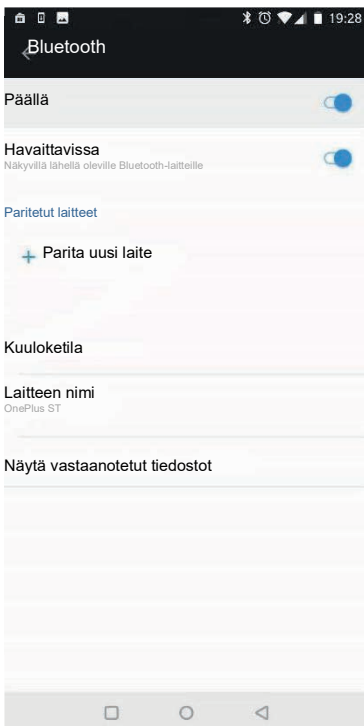 19:28
Bluetooth
Päällä
Havaittavissa
Näkyvillä lähellä oleville Bluetooth-laitteille
Paritetut laitteet
+ Parita uusi laite
Kuuloketila
Laitteen nimi
OnePlus ST
Näytä vastaanotetut tiedostot